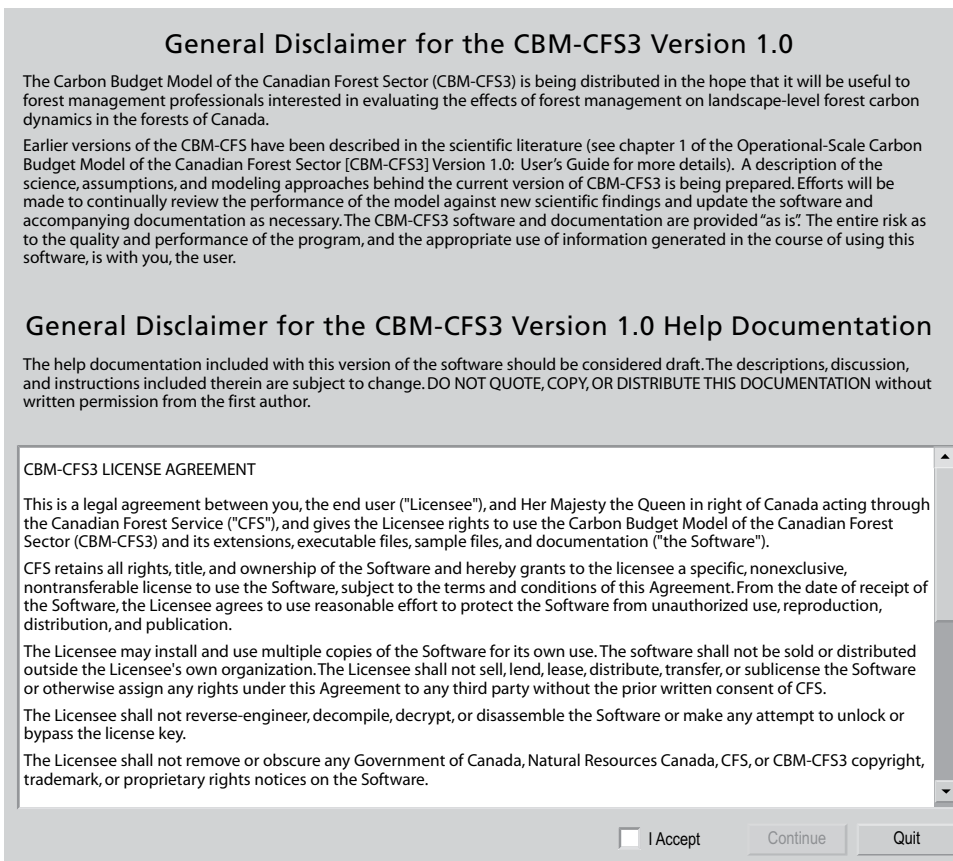 General Disclaimer for the CBM-CFS3 Version 1.0
The Carbon Budget Model of the Canadian Forest Sector (CBM-CFS3) is being distributed in the hope that it will be useful to
forest management professionals interested in evaluating the effects of forest management on landscape-level forest carbon
dynamics in the forests of Canada.
Earlier versions of the CBM-CFS have been described in the scientific literature (see chapter 1 of the Operational-Scale Carbon
Budget Model of the Canadian Forest Sector [CBM-CFS3] Version 1.0: User's Guide for more details). A description of the
science, assumptions, and modeling approaches behind the current version of CBM-CFS3 is being prepared. Efforts will be
made to continually review the performance of the model against new scientific findings and update the software and
accompanying documentation as necessary. The CBM-CFS3 software and documentation are provided "as is". The entire risk as
to the quality and performance of the program, and the appropriate use of information generated in the course of using this
software, is with you, the user.
General Disclaimer for the CBM-CFS3 Version 1.0 Help Documentation
The help documentation included with this version of the software should be considered draft. The descriptions, discussion,
and instructions included therein are subject to change. DO NOT QUOTE, COPY, OR DISTRIBUTE THIS DOCUMENTATION without
written permission from the first author.
CBM-CFS3 LICENSE AGREEMENT
This is a legal agreement between you, the end user ("Licensee"), and Her Majesty the Queen in right of Canada acting through
the Canadian Forest Service ("CFS"), and gives the Licensee rights to use the Carbon Budget Model of the Canadian Forest
Sector (CBM-CFS3) and its extensions, executable files, sample files, and documentation ("the Software").
CFS retains all rights, title, and ownership of the Software and hereby grants to the licensee a specific, nonexclusive,
nontransferable license to use the Software, subject to the terms and conditions of this Agreement. From the date of receipt of
the Software, the Licensee agrees to use reasonable effort to protect the Software from unauthorized use, reproduction,
distribution, and publication.
The Licensee may install and use multiple copies of the Software for its own use. The software shall not be sold or distributed
outside the Licensee's own organization. The Licensee shall not sell, lend, lease, distribute, transfer, or sublicense the Software
or otherwise assign any rights under this Agreement to any third party without the prior written consent of CFS.
The Licensee shall not reverse-engineer, decompile, decrypt, or disassemble the Software or make any attempt to unlock or
bypass the license key.
The Licensee shall not remove or obscure any Government of Canada, Natural Resources Canada, CFS, or CBM-CFS3 copyright,
trademark, or proprietary rights notices on the Software.
I Accept Continue Quit